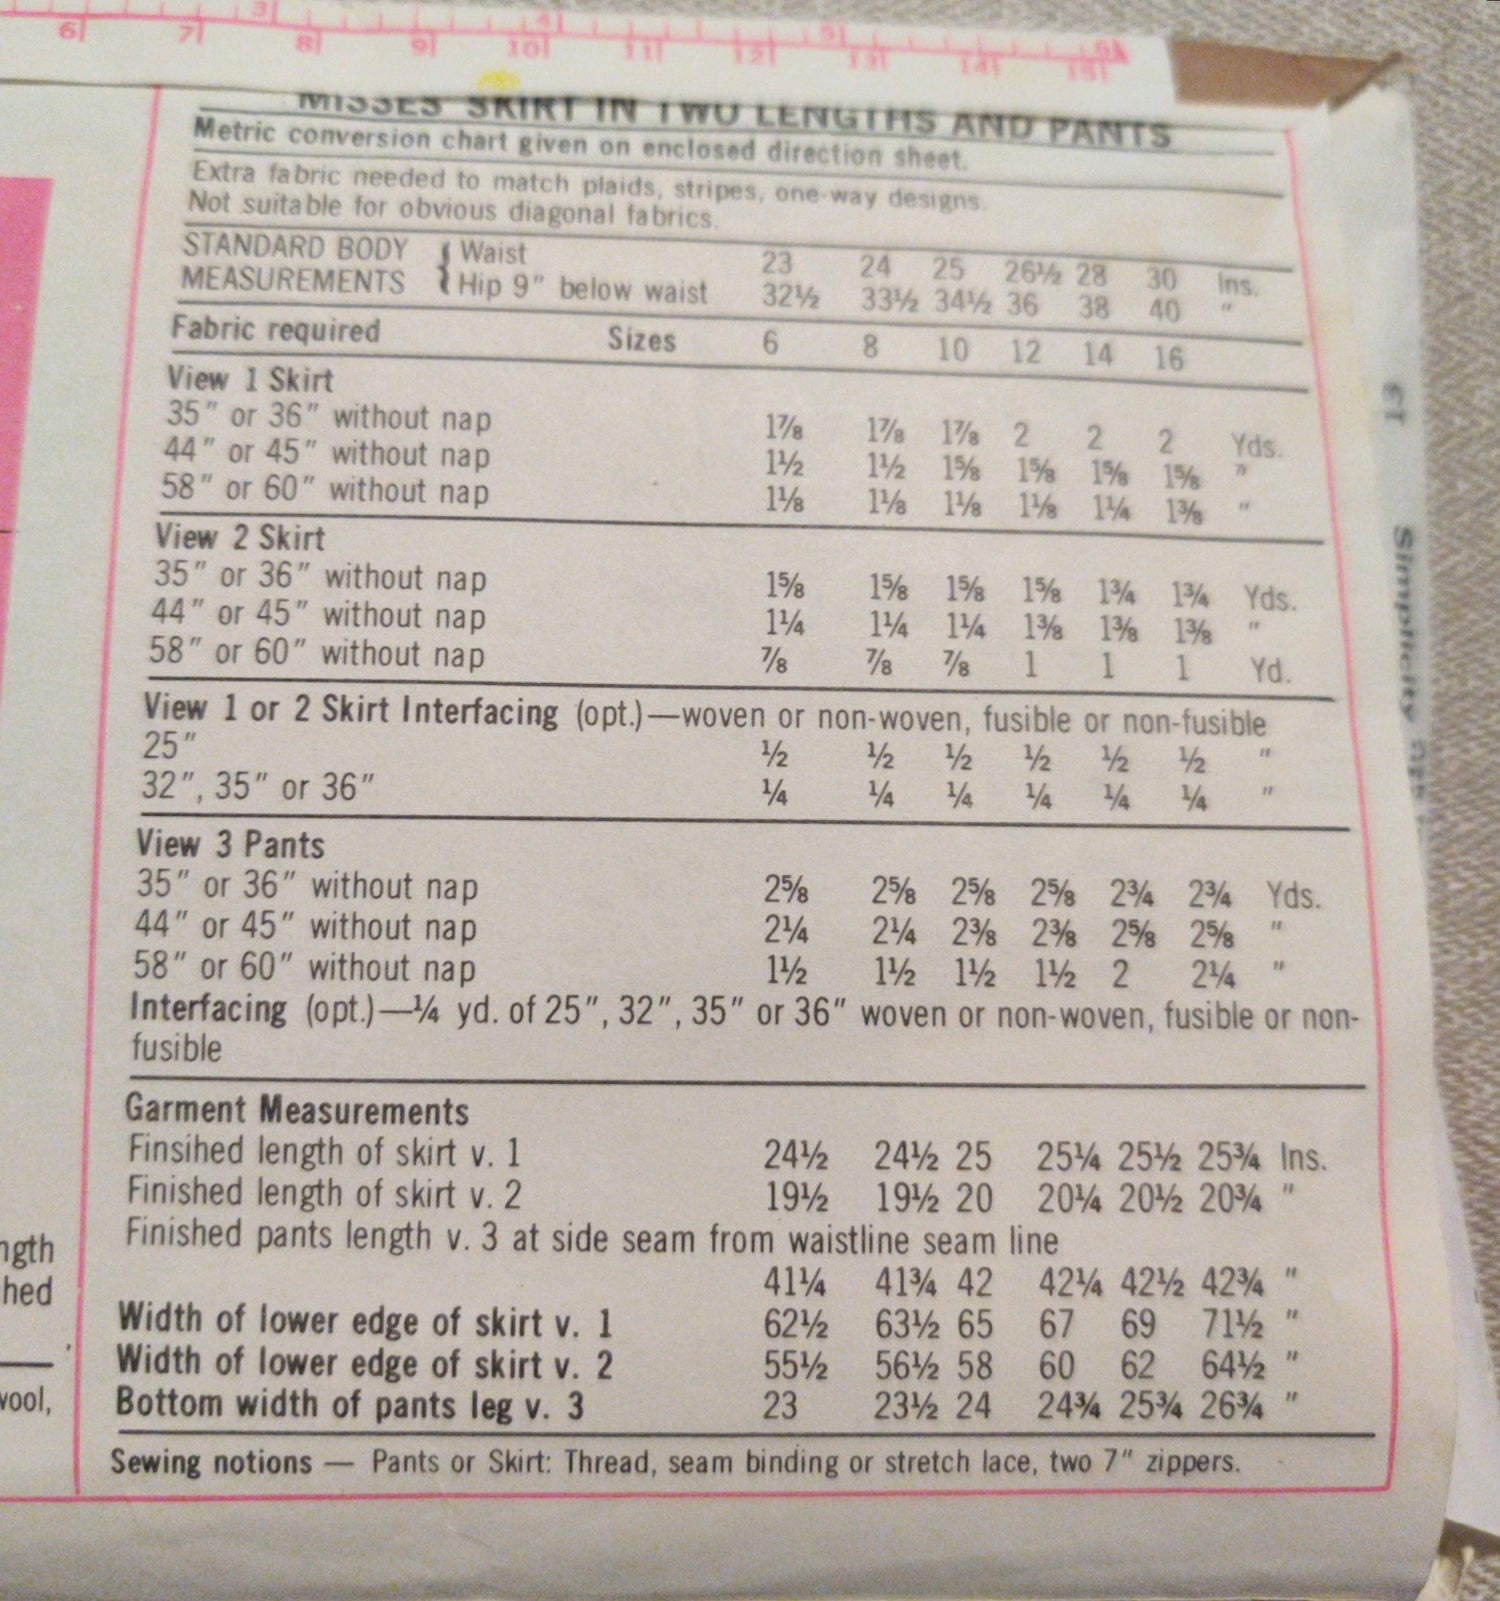 6 7 8 9 10 11 12 13 14 15
3 4 5 6
MISSES' SKIRT IN TWO LENGTHS AND PANTS
Metric conversion chart given on enclosed direction sheet.
Extra fabric needed to match plaids, stripes, one-way designs.
Not suitable for obvious diagonal fabrics.
STANDARD BODY { Waist 23 24 25 26½ 28 30 Ins.
MEASUREMENTS Hip 9" below waist 32½ 33½ 34½ 36 38 40 "
Fabric required Sizes 6 8 10 12 14 16
View 1 Skirt
35" or 36" without nap 1⅞ 1⅞ 1⅞ 2 2 2 Yds.
44" or 45" without nap 1½ 1½ 1⅝ 1⅝ 1⅝ 1⅝ "
58" or 60" without nap 1⅛ 1⅛ 1⅛ 1⅛ 1¼ 1⅜ "
View 2 Skirt
35" or 36" without nap 1⅝ 1⅝ 1⅝ 1⅝ 1¾ 1¾ Yds.
44" or 45" without nap 1¼ 1¼ 1¼ 1⅜ 1⅜ 1⅜ "
58" or 60" without nap ⅞ ⅞ ⅞ 1 1 1 Yd.
View 1 or 2 Skirt Interfacing (opt.)—woven or non-woven, fusible or non-fusible
25" ½ ½ ½ ½ ½ ½ "
32", 35" or 36" ¼ ¼ ¼ ¼ ¼ ¼ "
View 3 Pants
35" or 36" without nap 2⅝ 2⅝ 2⅝ 2⅝ 2¾ 2¾ Yds.
44" or 45" without nap 2¼ 2¼ 2⅜ 2⅜ 2⅝ 2⅝ "
58" or 60" without nap 1½ 1½ 1½ 1½ 2 2¼ "
Interfacing (opt.)—¼ yd. of 25", 32", 35" or 36" woven or non-woven, fusible or non-
fusible
Garment Measurements
Finsihed length of skirt v. 1 24½ 24½ 25 25¼ 25½ 25¾ Ins.
Finished length of skirt v. 2 19½ 19½ 20 20¼ 20½ 20¾ "
Finished pants length v. 3 at side seam from waistline seam line
41¼ 41¾ 42 42¼ 42½ 42¾ "
Width of lower edge of skirt v. 1 62½ 63½ 65 67 69 71½ "
Width of lower edge of skirt v. 2 55½ 56½ 58 60 62 64½ "
Bottom width of pants leg v. 3 23 23½ 24 24¾ 25¾ 26¾ "
Sewing notions — Pants or Skirt: Thread, seam binding or stretch lace, two 7" zippers.
ngth
hed
wool,
Simplicity